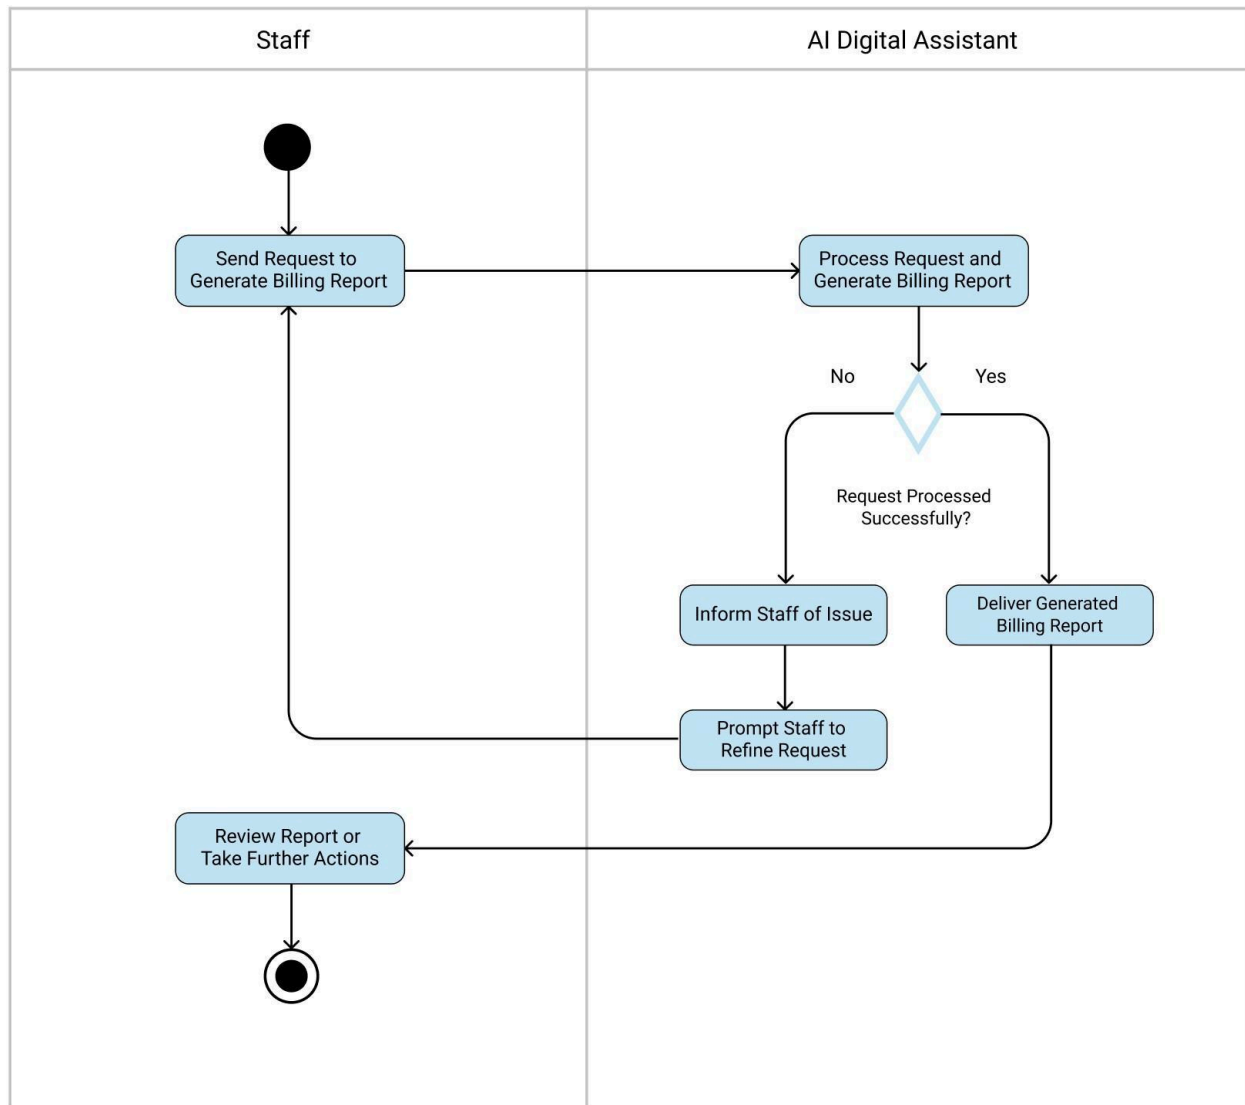 Staff
AI Digital Assistant
Send Request to
Generate Billing Report
Process Request and
Generate Billing Report
No
Yes
Request Processed
Successfully?
Inform Staff of Issue
Deliver Generated
Billing Report
Prompt Staff to
Refine Request
Review Report or
Take Further Actions